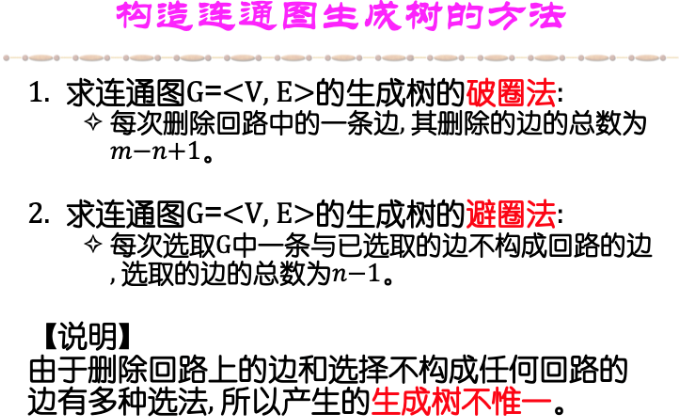 构造连通图生成树的方法
1. 求连通图G=<V, E>的生成树的破圈法:
✧ 每次删除回路中的一条边, 其删除的边的总数为
m−n+1。
2. 求连通图G=<V, E>的生成树的避圈法:
✧ 每次选取G中一条与已选取的边不构成回路的边
, 选取的边的总数为n−1。
【说明】
由于删除回路上的边和选择不构成任何回路的
边有多种选法, 所以产生的生成树不惟一。